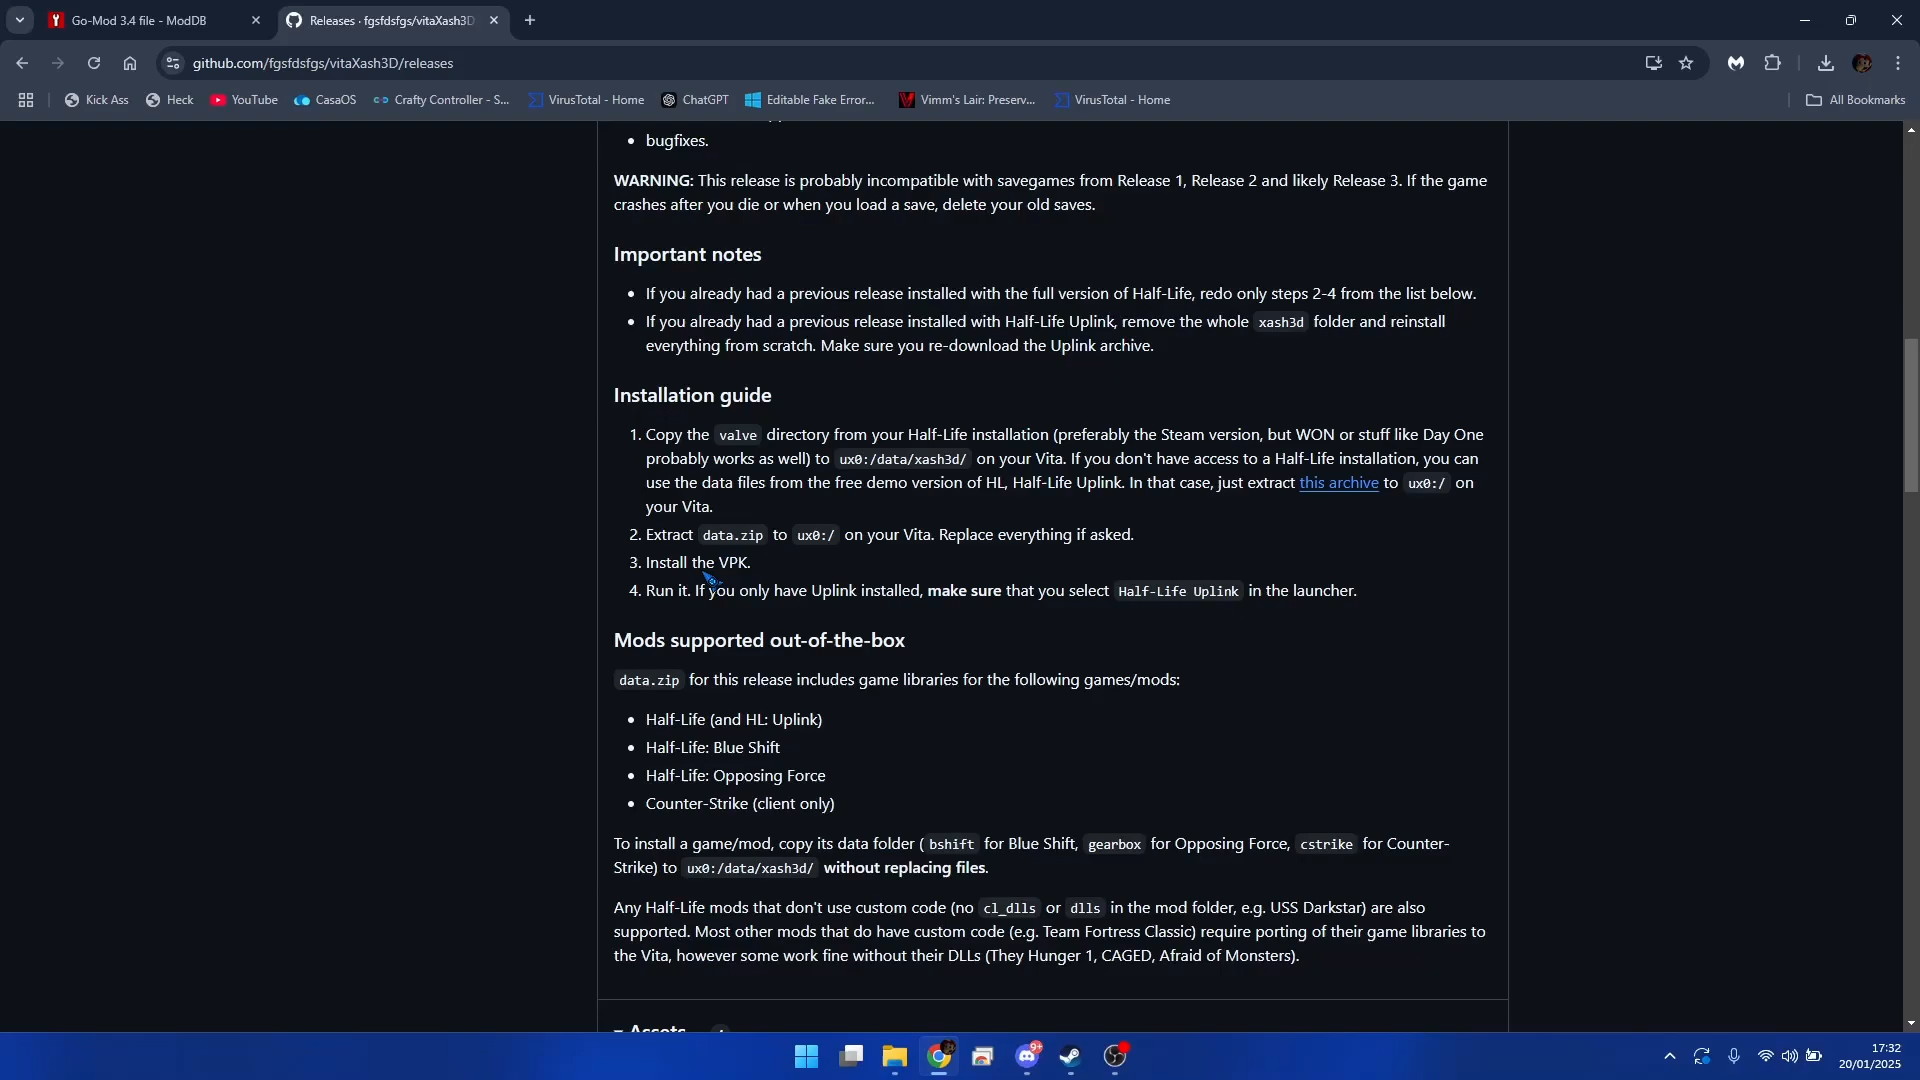 Go-Mod 3.4 file - ModDB
Releases · fgsfdsfgs/vitaXash3D
github.com/fgsfdsfgs/vitaXash3D/releases
Kick Ass
Heck
YouTube
CasaOS
Crafty Controller - S...
VirusTotal - Home
ChatGPT
Editable Fake Error...
Vimm's Lair: Preserv...
VirusTotal - Home
All Bookmarks
bugfixes.
WARNING: This release is probably incompatible with savegames from Release 1, Release 2 and likely Release 3. If the game
crashes after you die or when you load a save, delete your old saves.
Important notes
If you already had a previous release installed with the full version of Half-Life, redo only steps 2-4 from the list below.
If you already had a previous release installed with Half-Life Uplink, remove the whole xash3d folder and reinstall
everything from scratch. Make sure you re-download the Uplink archive.
Installation guide
1. Copy the valve directory from your Half-Life installation (preferably the Steam version, but WON or stuff like Day One
probably works as well) to ux0:/data/xash3d/ on your Vita. If you don't have access to a Half-Life installation, you can
use the data files from the free demo version of HL, Half-Life Uplink. In that case, just extract this archive to ux0:/ on
your Vita.
2. Extract data.zip to ux0:/ on your Vita. Replace everything if asked.
3. Install the VPK.
4. Run it. If you only have Uplink installed, make sure that you select Half-Life Uplink in the launcher.
Mods supported out-of-the-box
data.zip for this release includes game libraries for the following games/mods:
Half-Life (and HL: Uplink)
Half-Life: Blue Shift
Half-Life: Opposing Force
Counter-Strike (client only)
To install a game/mod, copy its data folder (bshift for Blue Shift, gearbox for Opposing Force, cstrike for Counter-
Strike) to ux0:/data/xash3d/ without replacing files.
Any Half-Life mods that don't use custom code (no cl_dlls or dlls in the mod folder, e.g. USS Darkstar) are also
supported. Most other mods that do have custom code (e.g. Team Fortress Classic) require porting of their game libraries to
the Vita, however some work fine without their DLLs (They Hunger 1, CAGED, Afraid of Monsters).
Assets
9+
17:32
20/01/2025